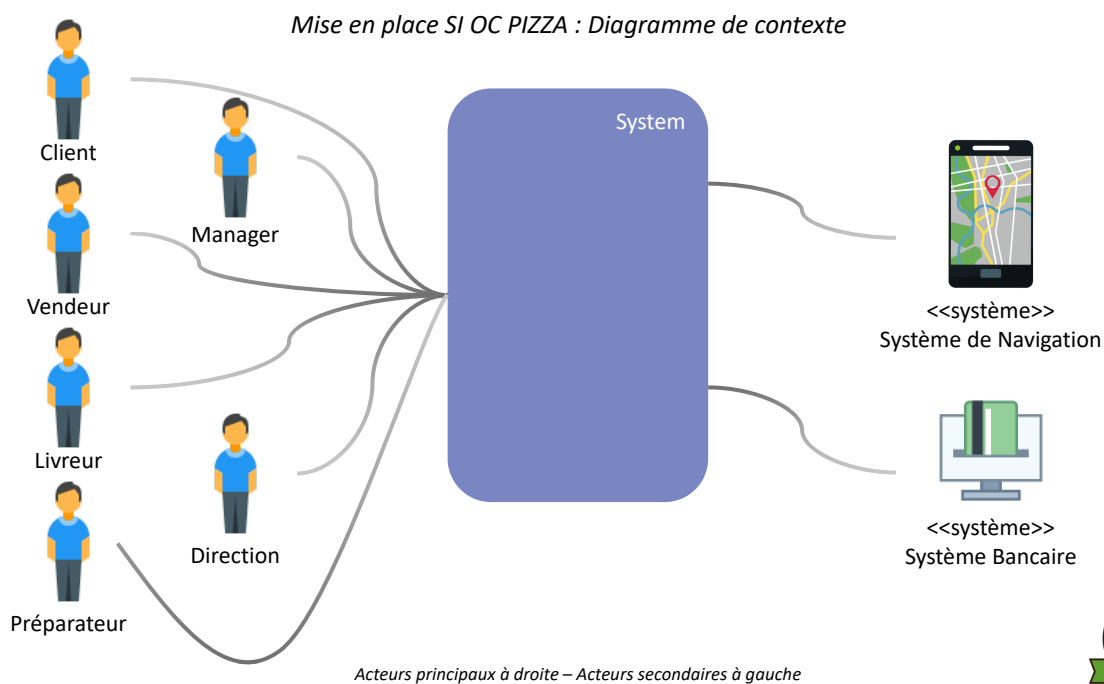 Mise en place SI OC PIZZA : Diagramme de contexte
System
Client
Manager
Vendeur
Livreur
Direction
Préparateur
<<système>>
Système de Navigation
<<système>>
Système Bancaire
Acteurs principaux à droite – Acteurs secondaires à gauche